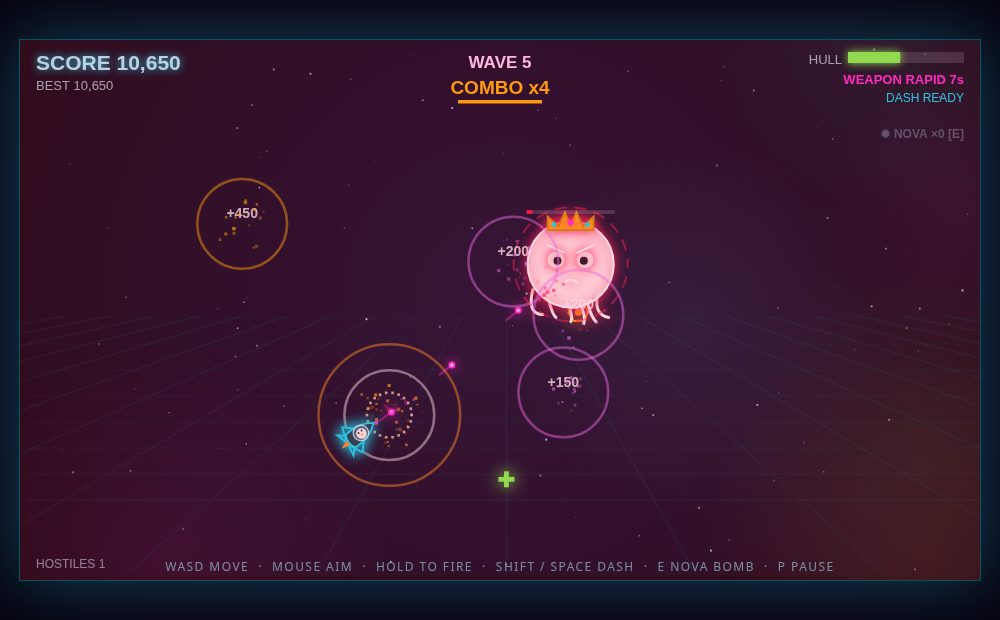 SCORE 10,650
BEST 10,650
WAVE 5
COMBO x4
HULL
WEAPON RAPID 7s
DASH READY
✹ NOVA ×0 [E]
+450
+200
+200
+150
HOSTILES 1
WASD MOVE · MOUSE AIM · HOLD TO FIRE · SHIFT / SPACE DASH · E NOVA BOMB · P PAUSE